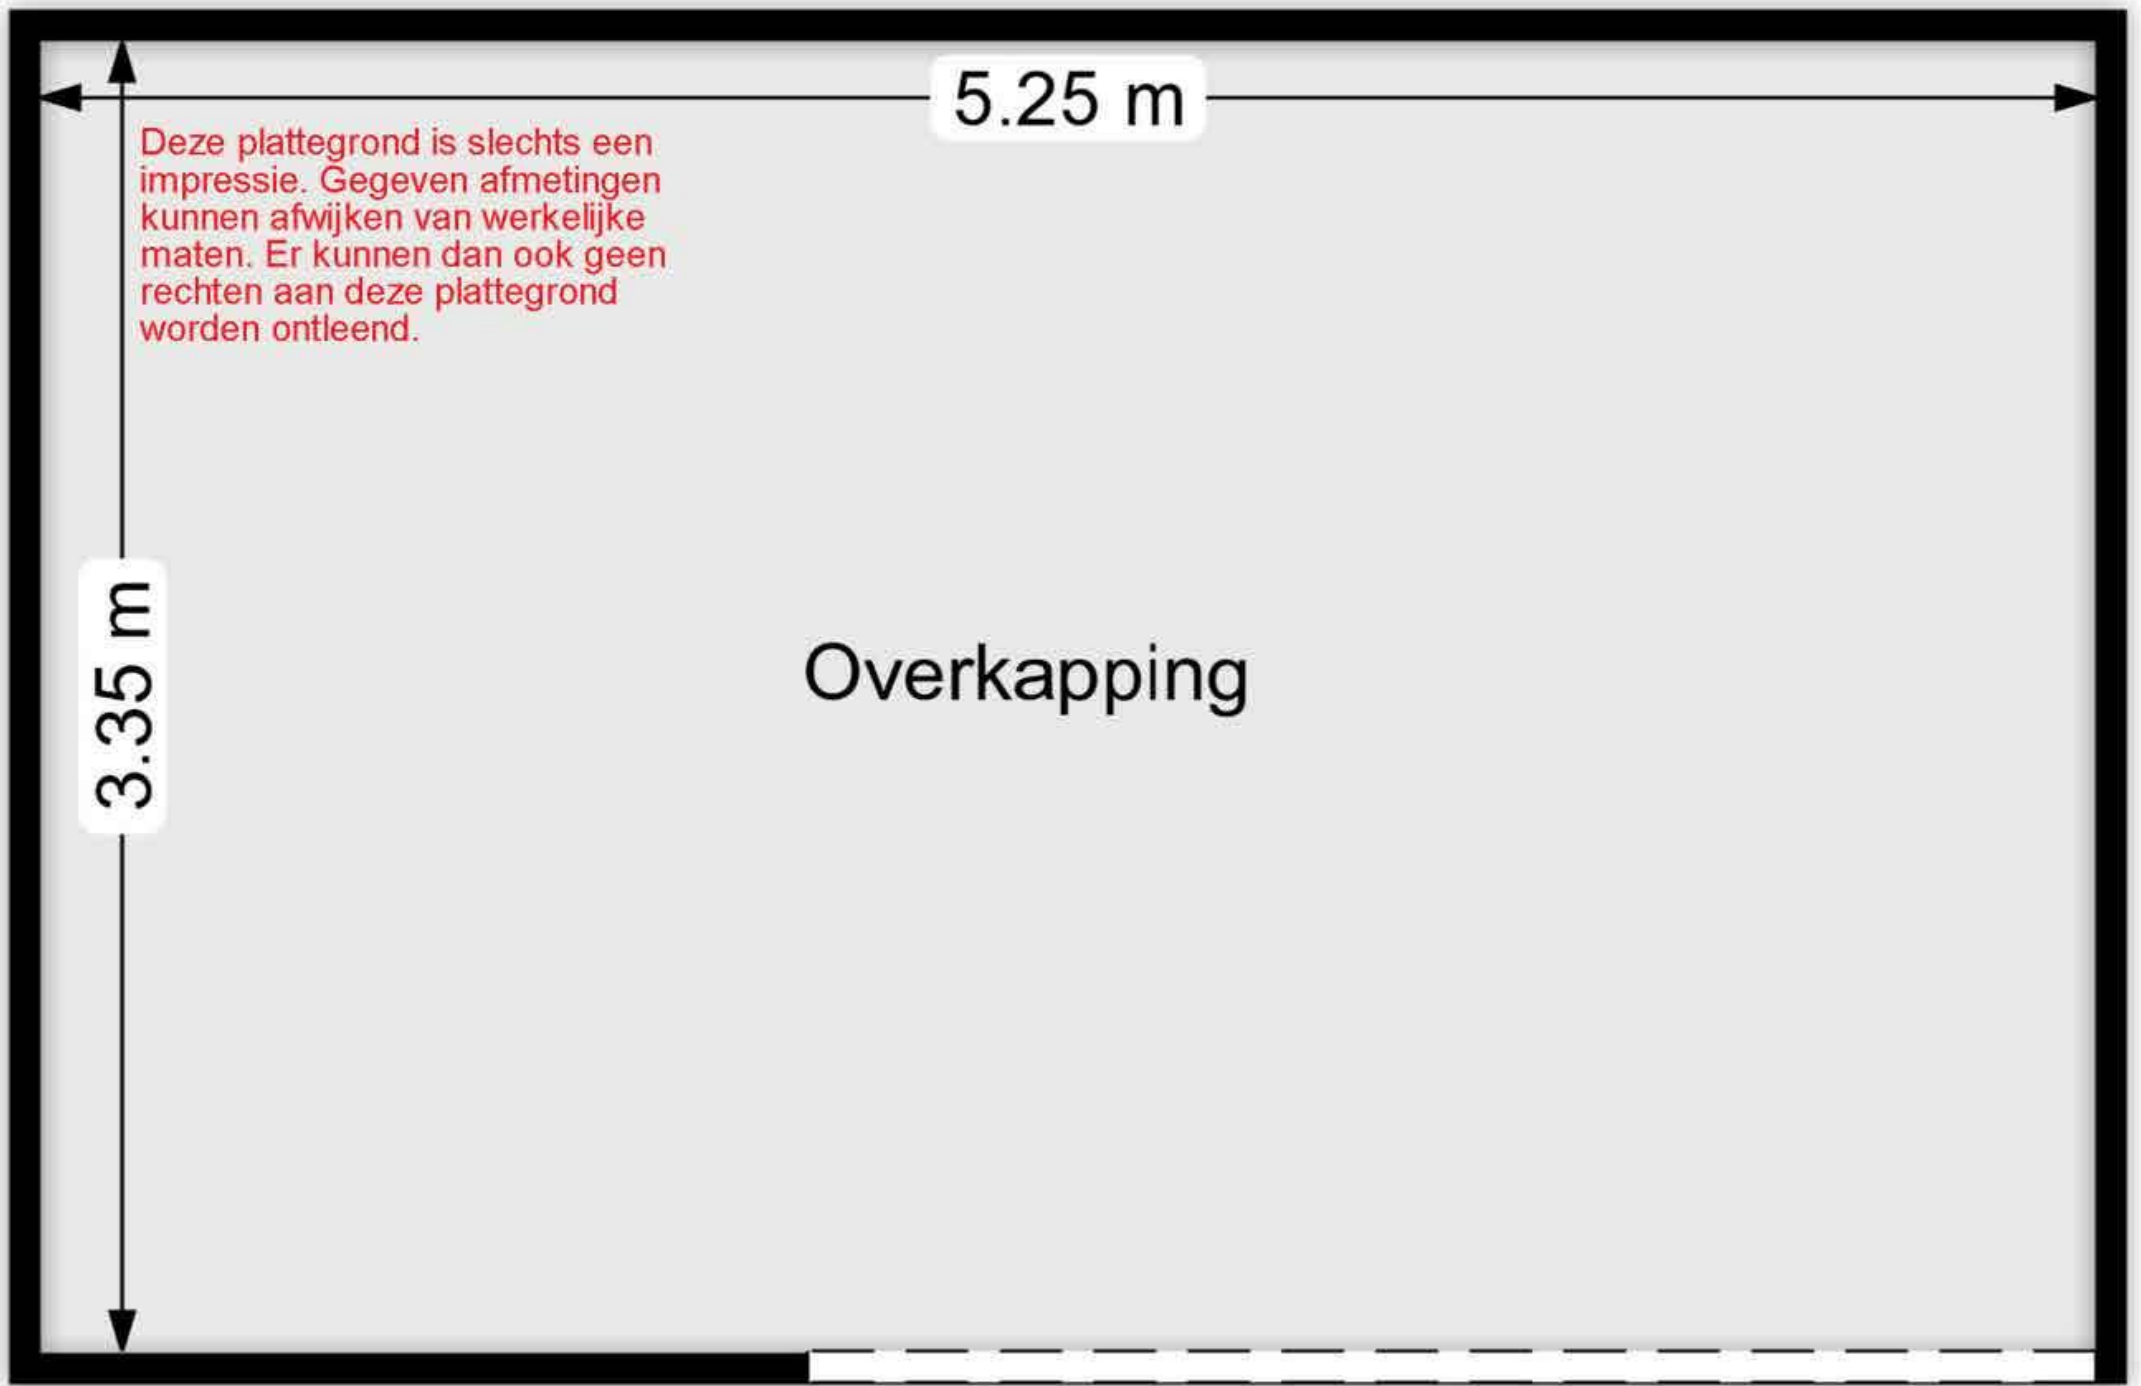 5.25 m
Deze plattegrond is slechts een
impressie. Gegeven afmetingen
kunnen afwijken van werkelijke
maten. Er kunnen dan ook geen
rechten aan deze plattegrond
worden ontleend.
3.35 m
Overkapping